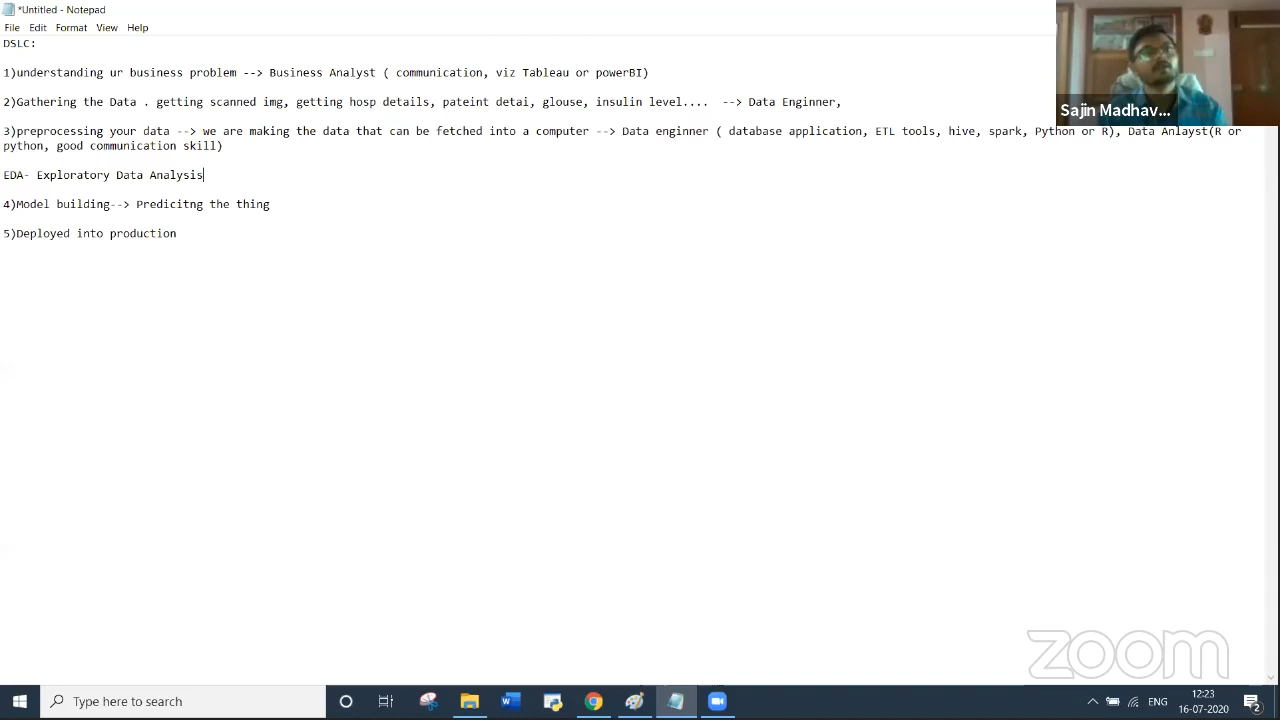 *Untitled - Notepad
File Edit Format View Help
DSLC:
1)understanding ur business problem --> Business Analyst ( communication, viz Tableau or powerBI)
2)Gathering the Data . getting scanned img, getting hosp details, pateint detai, glouse, insulin level.... --> Data Enginner,
3)preprocessing your data --> we are making the data that can be fetched into a computer --> Data enginner ( database application, ETL tools, hive, spark, Python or R), Data Anlayst(R or
python, good communication skill)
EDA- Exploratory Data Analysis
4)Model building--> Predicitng the thing
5)Deployed into production
Sajin Madhav...
zoom
Type here to search
ENG
12:23
16-07-2020
2